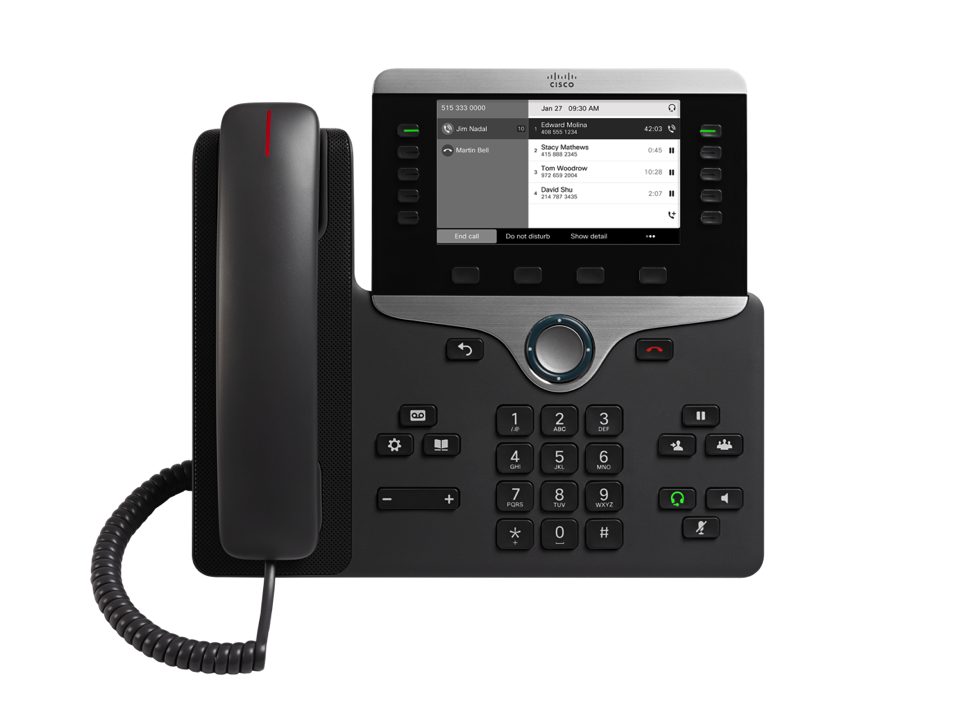 CISCO
515 333 0000
Jan 27 09:30 AM
Jim Nadal 10
Martin Bell
1 Edward Molina 42:03
408 555 1234
2 Stacy Mathews 0:45
415 888 2345
3 Tom Woodrow 10:28
972 659 2004
4 David Shu 2:07
214 787 3435
End call Do not disturb Show detail
1 2 3
ABC DEF
4 5 6
GHI JKL MNO
7 8 9
PQRS TUV WXYZ
* 0 #
+
− +